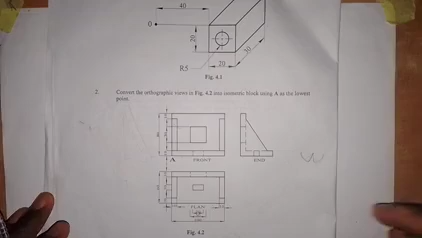 40
0
20
R5
20
30
Fig. 4.1
2. Convert the orthographic views in Fig. 4.2 into isometric block using A as the lowest
point.
A FRONT END
PLAN
Fig. 4.2